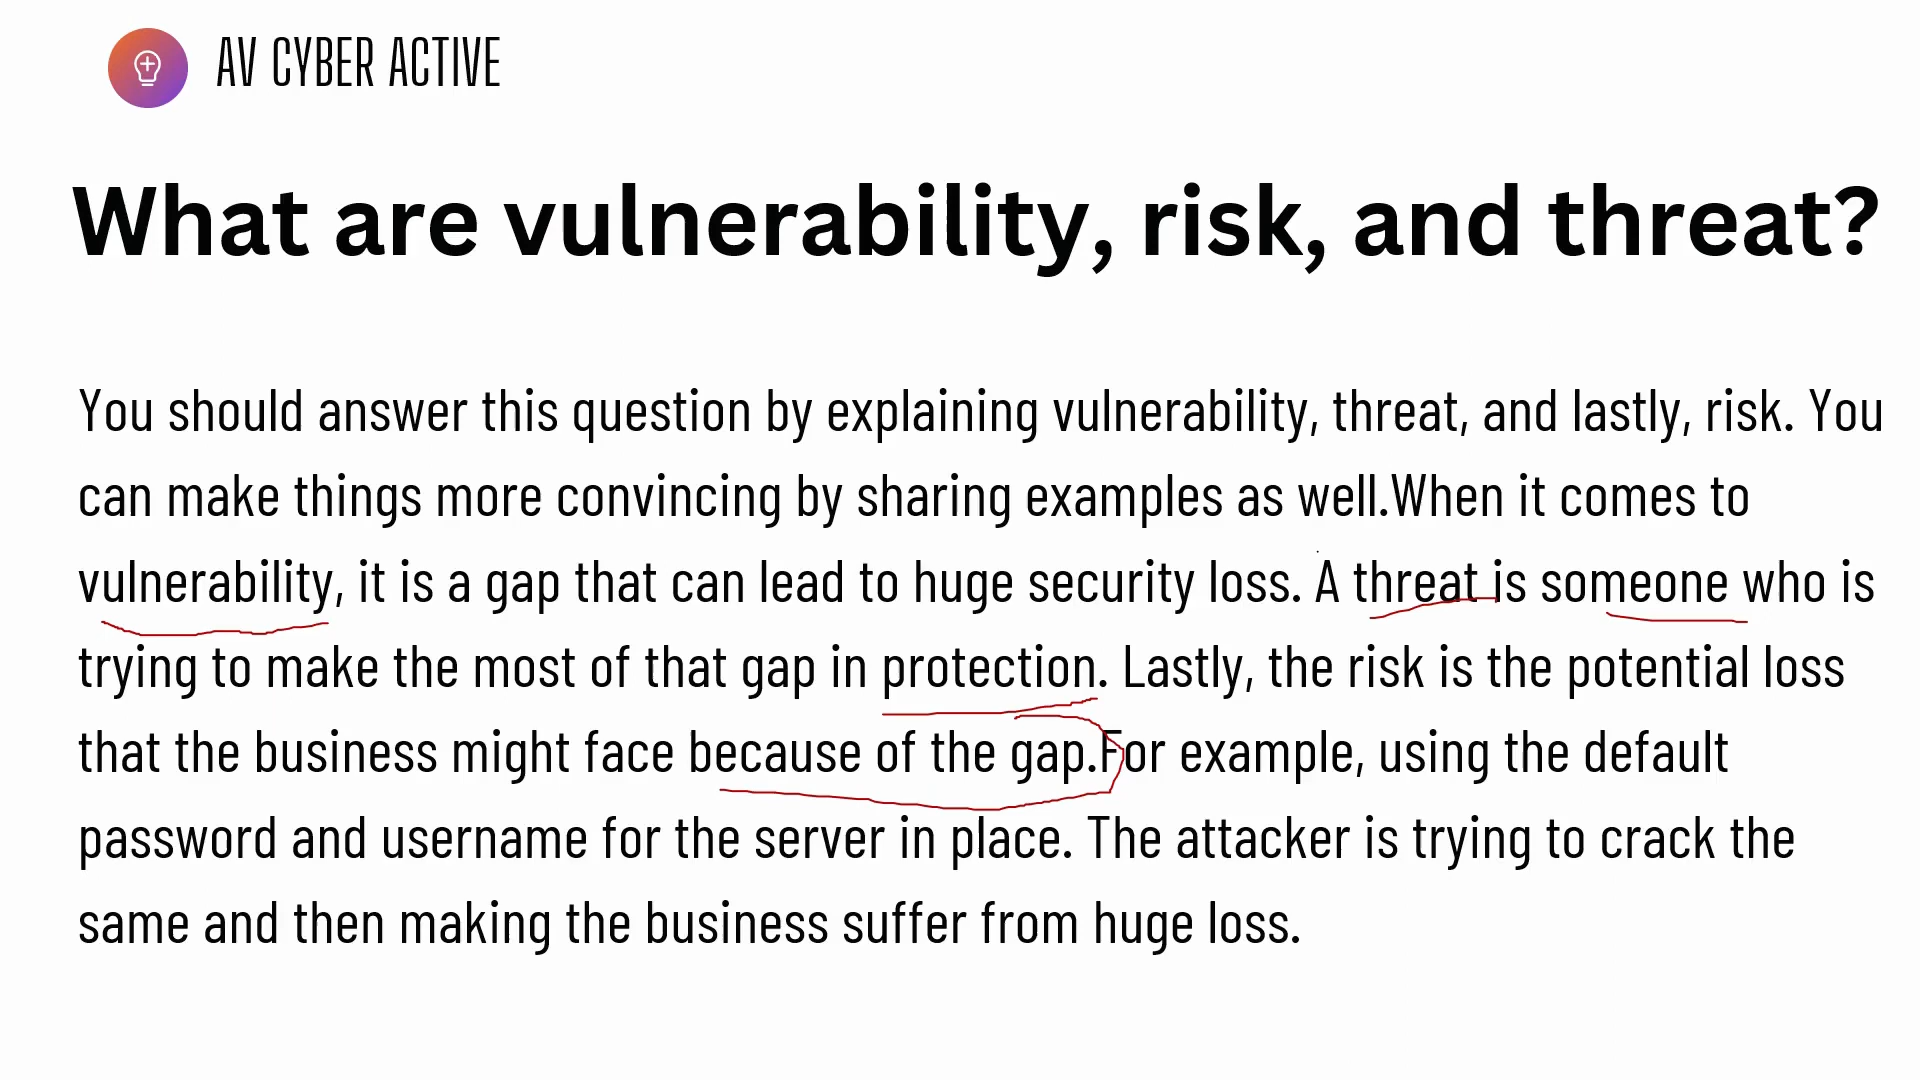 AV CYBER ACTIVE
What are vulnerability, risk, and threat?
You should answer this question by explaining vulnerability, threat, and lastly, risk. You
can make things more convincing by sharing examples as well.When it comes to
vulnerability, it is a gap that can lead to huge security loss. A threat is someone who is
trying to make the most of that gap in protection. Lastly, the risk is the potential loss
that the business might face because of the gap.For example, using the default
password and username for the server in place. The attacker is trying to crack the
same and then making the business suffer from huge loss.